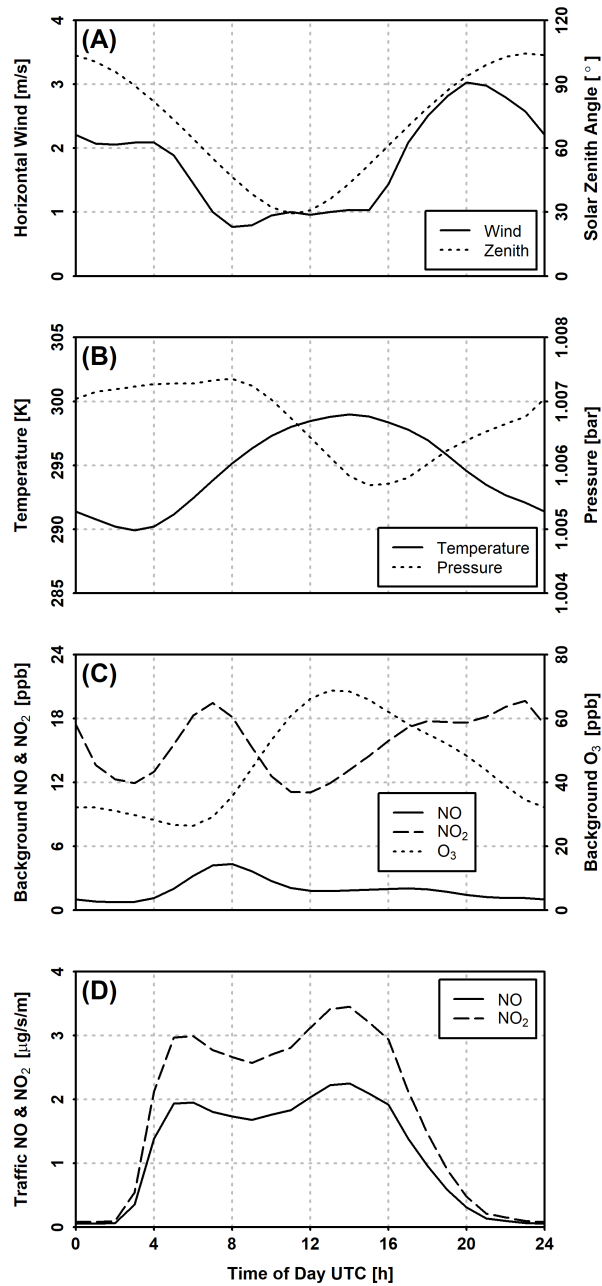 (A)
Horizontal Wind [m/s]
0 1 2 3 4
Solar Zenith Angle [ ° ]
0 30 60 90 120
Wind
Zenith
(B)
Temperature [K]
285 290 295 300 305
Pressure [bar]
1.004 1.005 1.006 1.007 1.008
Temperature
Pressure
(C)
Background NO & NO₂ [ppb]
0 6 12 18 24
Background O₃ [ppb]
0 20 40 60 80
NO
NO₂
O₃
(D)
Traffic NO & NO₂ [µg/s/m]
0 1 2 3 4
NO
NO₂
0 4 8 12 16 20 24
Time of Day UTC [h]